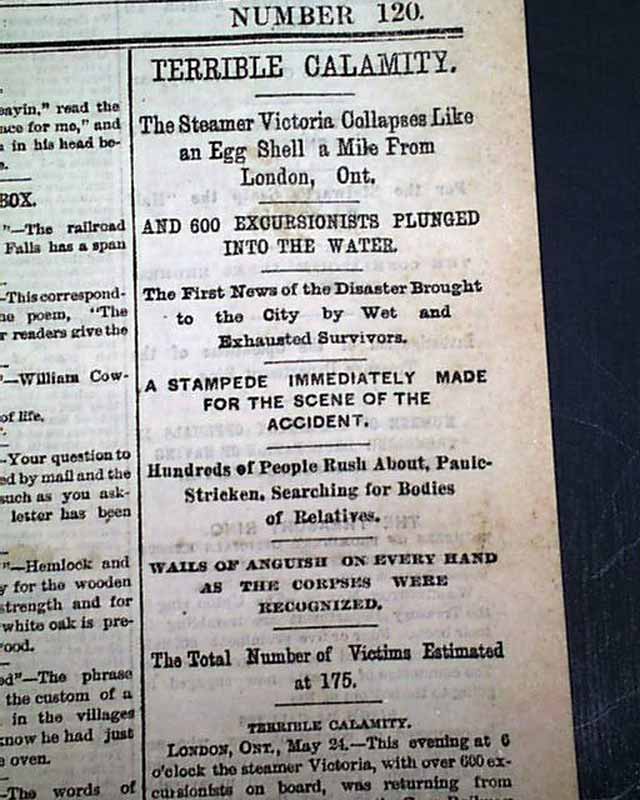 NUMBER 120.
eayin," read the
ace for me," and
in his head be-
e.
BOX.
"—The railroad
Falls has a span
—This correspond-
he poem, "The
r readers give the
"—William Cow-
of life.
—Your question to
ed by mail and the
such as you ask-
letter has been
"—Hemlock and
y for the wooden
strength and for
white oak is pre-
ood.
ed"—The phrase
the custom of a
in the villages
know he had just
e oven.
—The words of
TERRIBLE CALAMITY.
The Steamer Victoria Collapses Like
an Egg Shell a Mile From
London, Ont.
AND 600 EXCURSIONISTS PLUNGED
INTO THE WATER.
The First News of the Disaster Brought
to the City by Wet and
Exhausted Survivors.
A STAMPEDE IMMEDIATELY MADE
FOR THE SCENE OF THE
ACCIDENT.
Hundreds of People Rush About, Panic-
Stricken, Searching for Bodies
of Relatives.
WAILS OF ANGUISH ON EVERY HAND
AS THE CORPSES WERE
RECOGNIZED.
The Total Number of Victims Estimated
at 175.
TERRIBLE CALAMITY.
LONDON, ONT., May 24.—This evening at 6
o'clock the steamer Victoria, with over 600 ex-
cursionists on board, was returning from